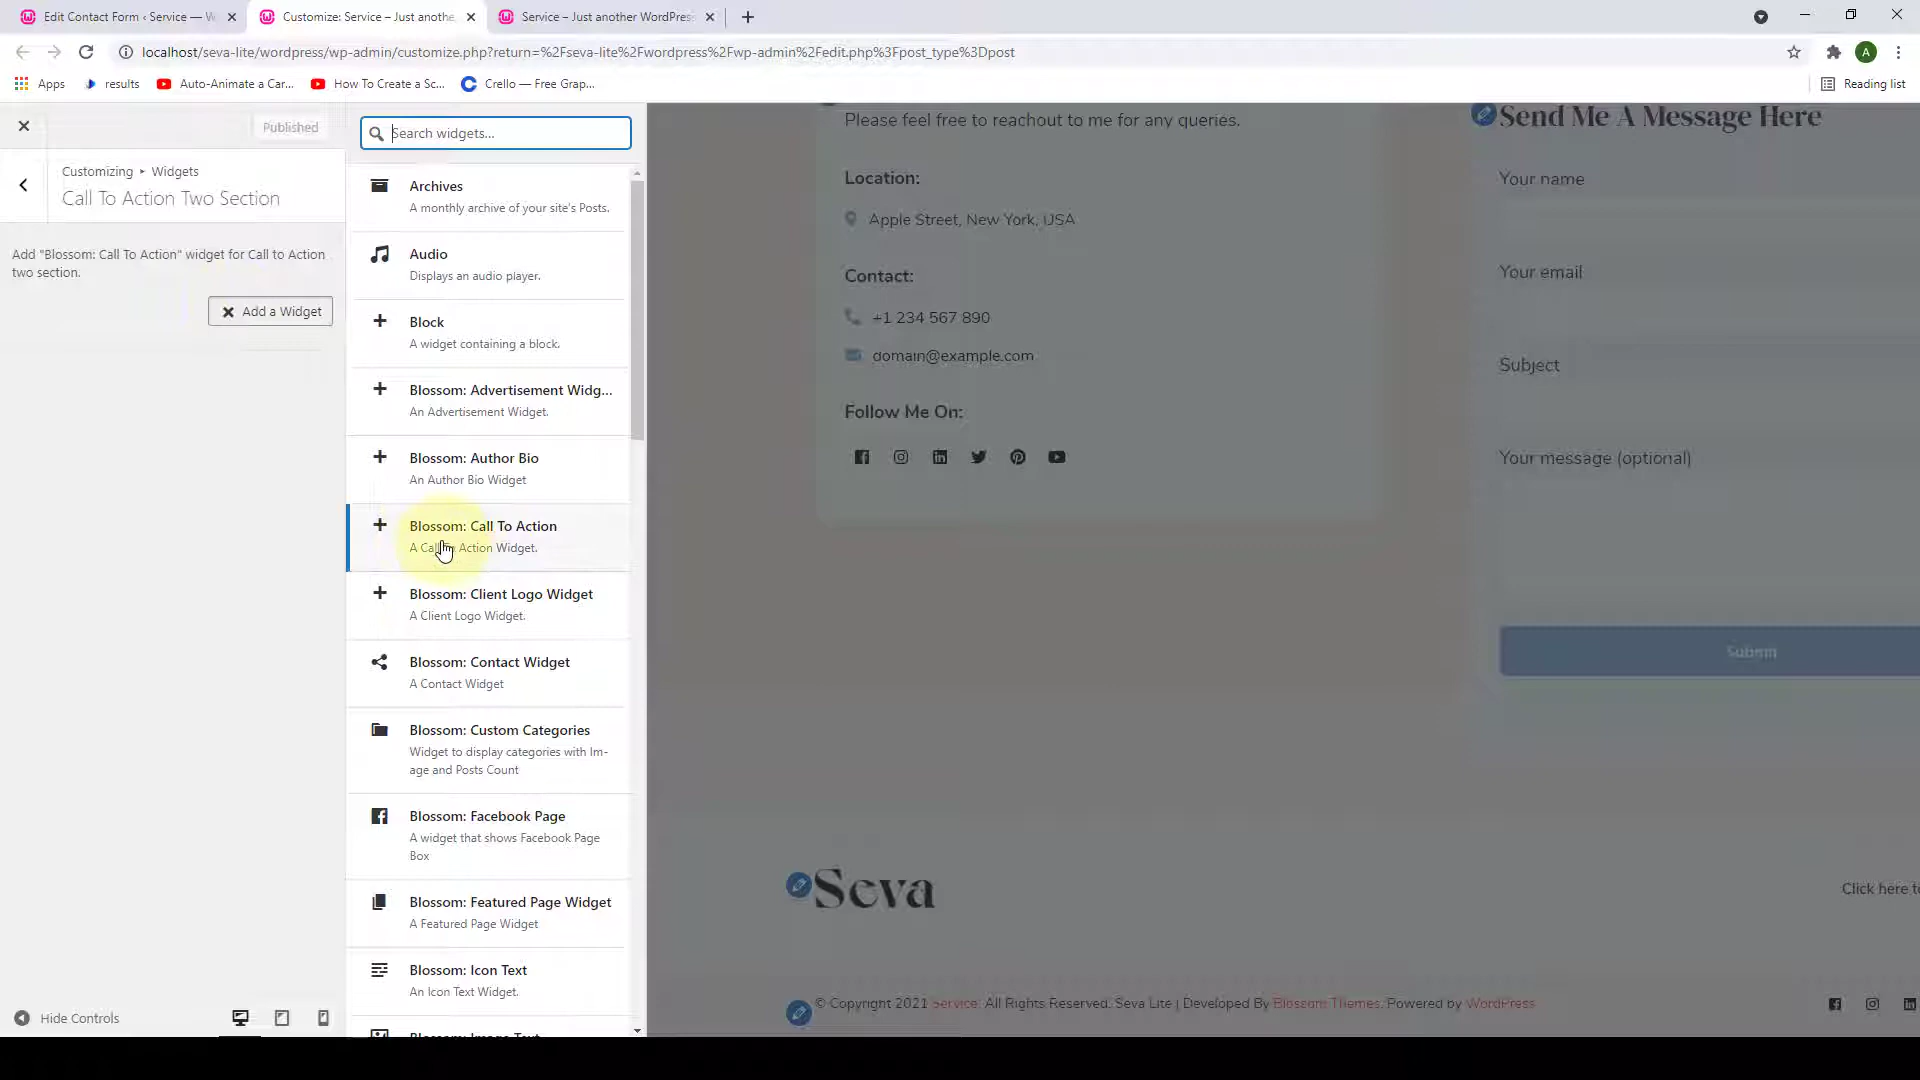 Edit Contact Form ‹ Service — W
Customize: Service – Just anothe
Service – Just another WordPress
localhost/seva-lite/wordpress/wp-admin/customize.php?return=%2Fseva-lite%2Fwordpress%2Fwp-admin%2Fedit.php%3Fpost_type%3Dpost
A
Apps
results
Auto-Animate a Car...
How To Create a Sc...
Crello — Free Grap...
Reading list
Published
Customizing ▸ Widgets
Call To Action Two Section
Add "Blossom: Call To Action" widget for Call to Action
two section.
Add a Widget
Hide Controls
Search widgets...
Archives
A monthly archive of your site's Posts.
Audio
Displays an audio player.
Block
A widget containing a block.
Blossom: Advertisement Widg...
An Advertisement Widget.
Blossom: Author Bio
An Author Bio Widget
Blossom: Call To Action
A Call To Action Widget.
Blossom: Client Logo Widget
A Client Logo Widget.
Blossom: Contact Widget
A Contact Widget
Blossom: Custom Categories
Widget to display categories with Im-
age and Posts Count
Blossom: Facebook Page
A widget that shows Facebook Page
Box
Blossom: Featured Page Widget
A Featured Page Widget
Blossom: Icon Text
An Icon Text Widget.
Blossom: Image Text
Please feel free to reachout to me for any queries.
Location:
Apple Street, New York, USA
Contact:
+1 234 567 890
domain@example.com
Follow Me On:
Send Me A Message Here
Your name
Your email
Subject
Your message (optional)
Submit
Seva
Click here to
© Copyright 2021 Service. All Rights Reserved. Seva Lite | Developed By Blossom Themes. Powered by WordPress